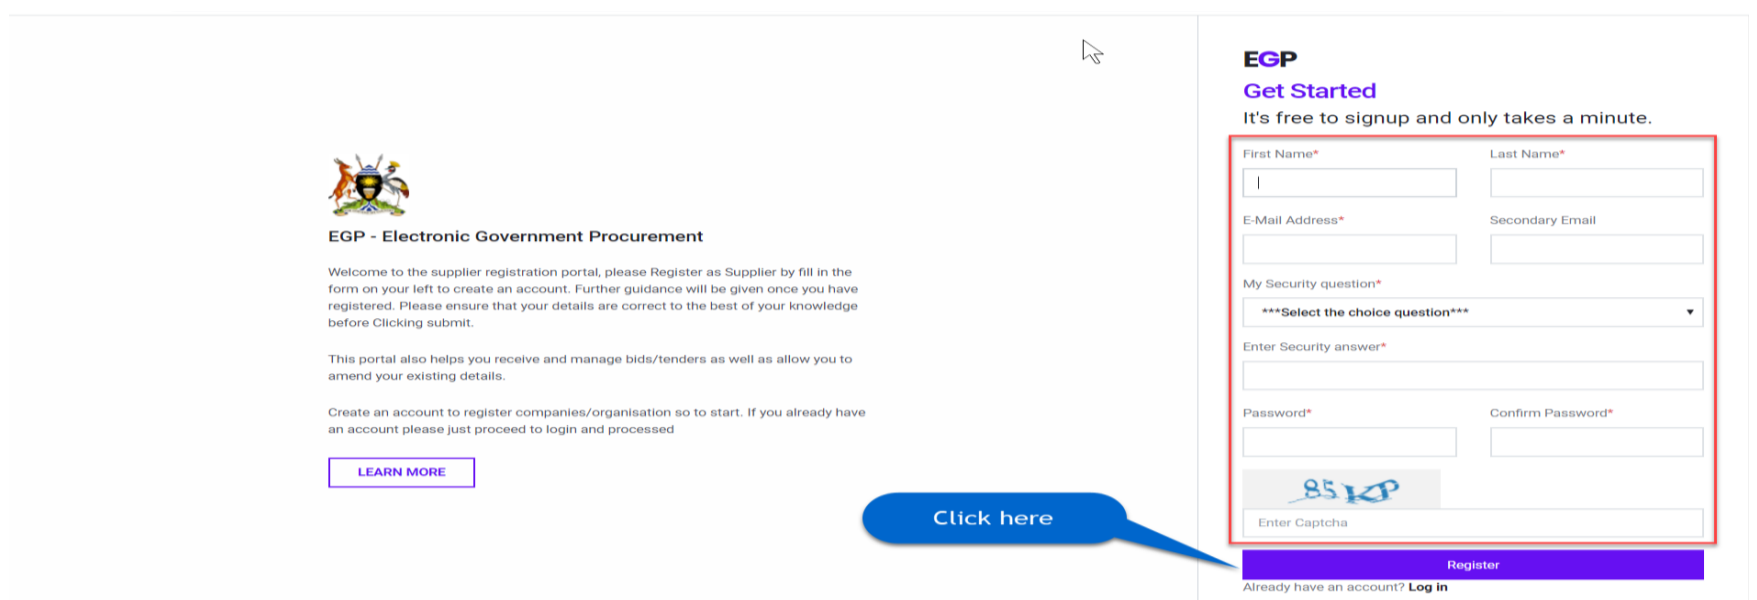 EGP
Get Started
It's free to signup and only takes a minute.
First Name*
Last Name*
E-Mail Address*
Secondary Email
My Security question*
***Select the choice question***
Enter Security answer*
Password*
Confirm Password*
85KP
Enter Captcha
Register
Already have an account? Log in
EGP - Electronic Government Procurement
Welcome to the supplier registration portal, please Register as Supplier by fill in the
form on your left to create an account. Further guidance will be given once you have
registered. Please ensure that your details are correct to the best of your knowledge
before Clicking submit.
This portal also helps you receive and manage bids/tenders as well as allow you to
amend your existing details.
Create an account to register companies/organisation so to start. If you already have
an account please just proceed to login and processed
LEARN MORE
Click here